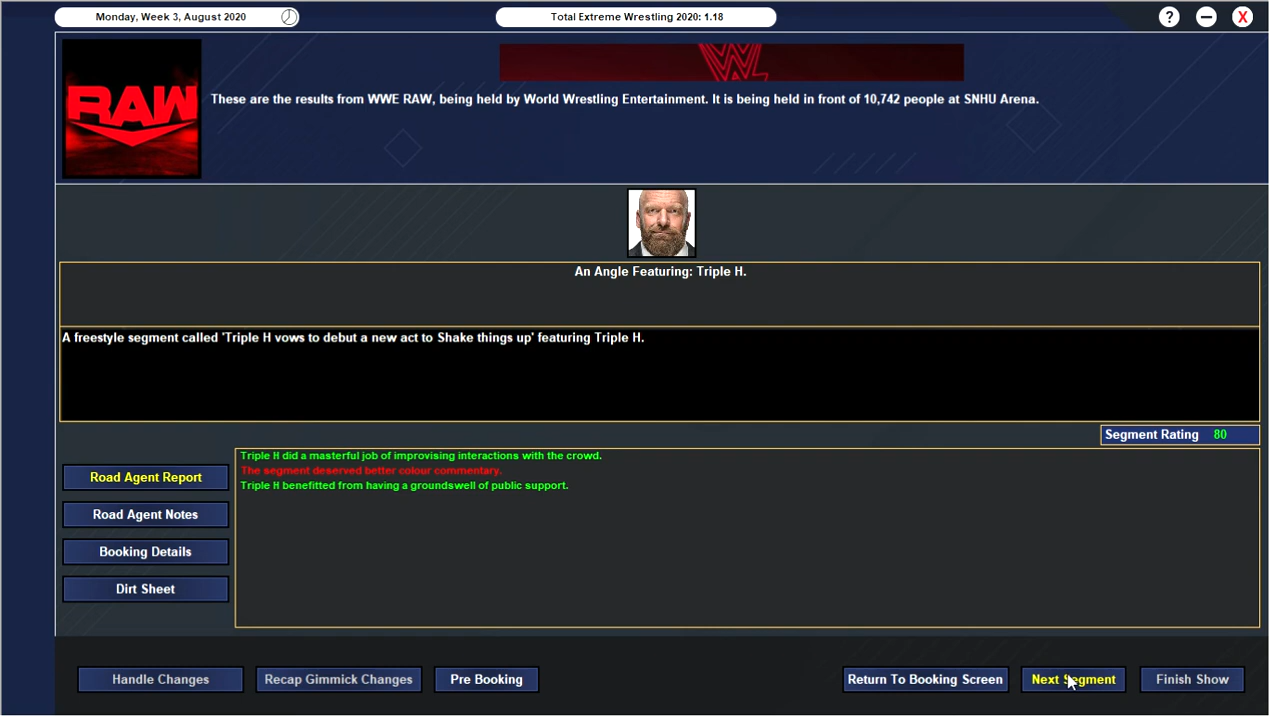 Monday, Week 3, August 2020
Total Extreme Wrestling 2020: 1.18
?
X
RAW
These are the results from WWE RAW, being held by World Wrestling Entertainment. It is being held in front of 10,742 people at SNHU Arena.
An Angle Featuring: Triple H.
A freestyle segment called 'Triple H vows to debut a new act to Shake things up' featuring Triple H.
Segment Rating 80
Triple H did a masterful job of improvising interactions with the crowd.
The segment deserved better colour commentary.
Triple H benefitted from having a groundswell of public support.
Road Agent Report
Road Agent Notes
Booking Details
Dirt Sheet
Handle Changes
Recap Gimmick Changes
Pre Booking
Return To Booking Screen
Next Segment
Finish Show